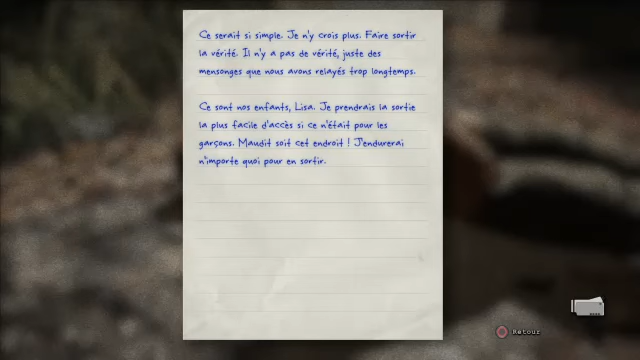 Ce serait si simple. Je n'y crois plus. Faire sortir
la vérité. Il n'y a pas de vérité, juste des
mensonges que nous avons relayés trop longtemps.
Ce sont nos enfants, Lisa. Je prendrais la sortie
la plus facile d'accès si ce n'était pour les
garçons. Maudit soit cet endroit ! J'endurerai
n'importe quoi pour en sortir.
Retour